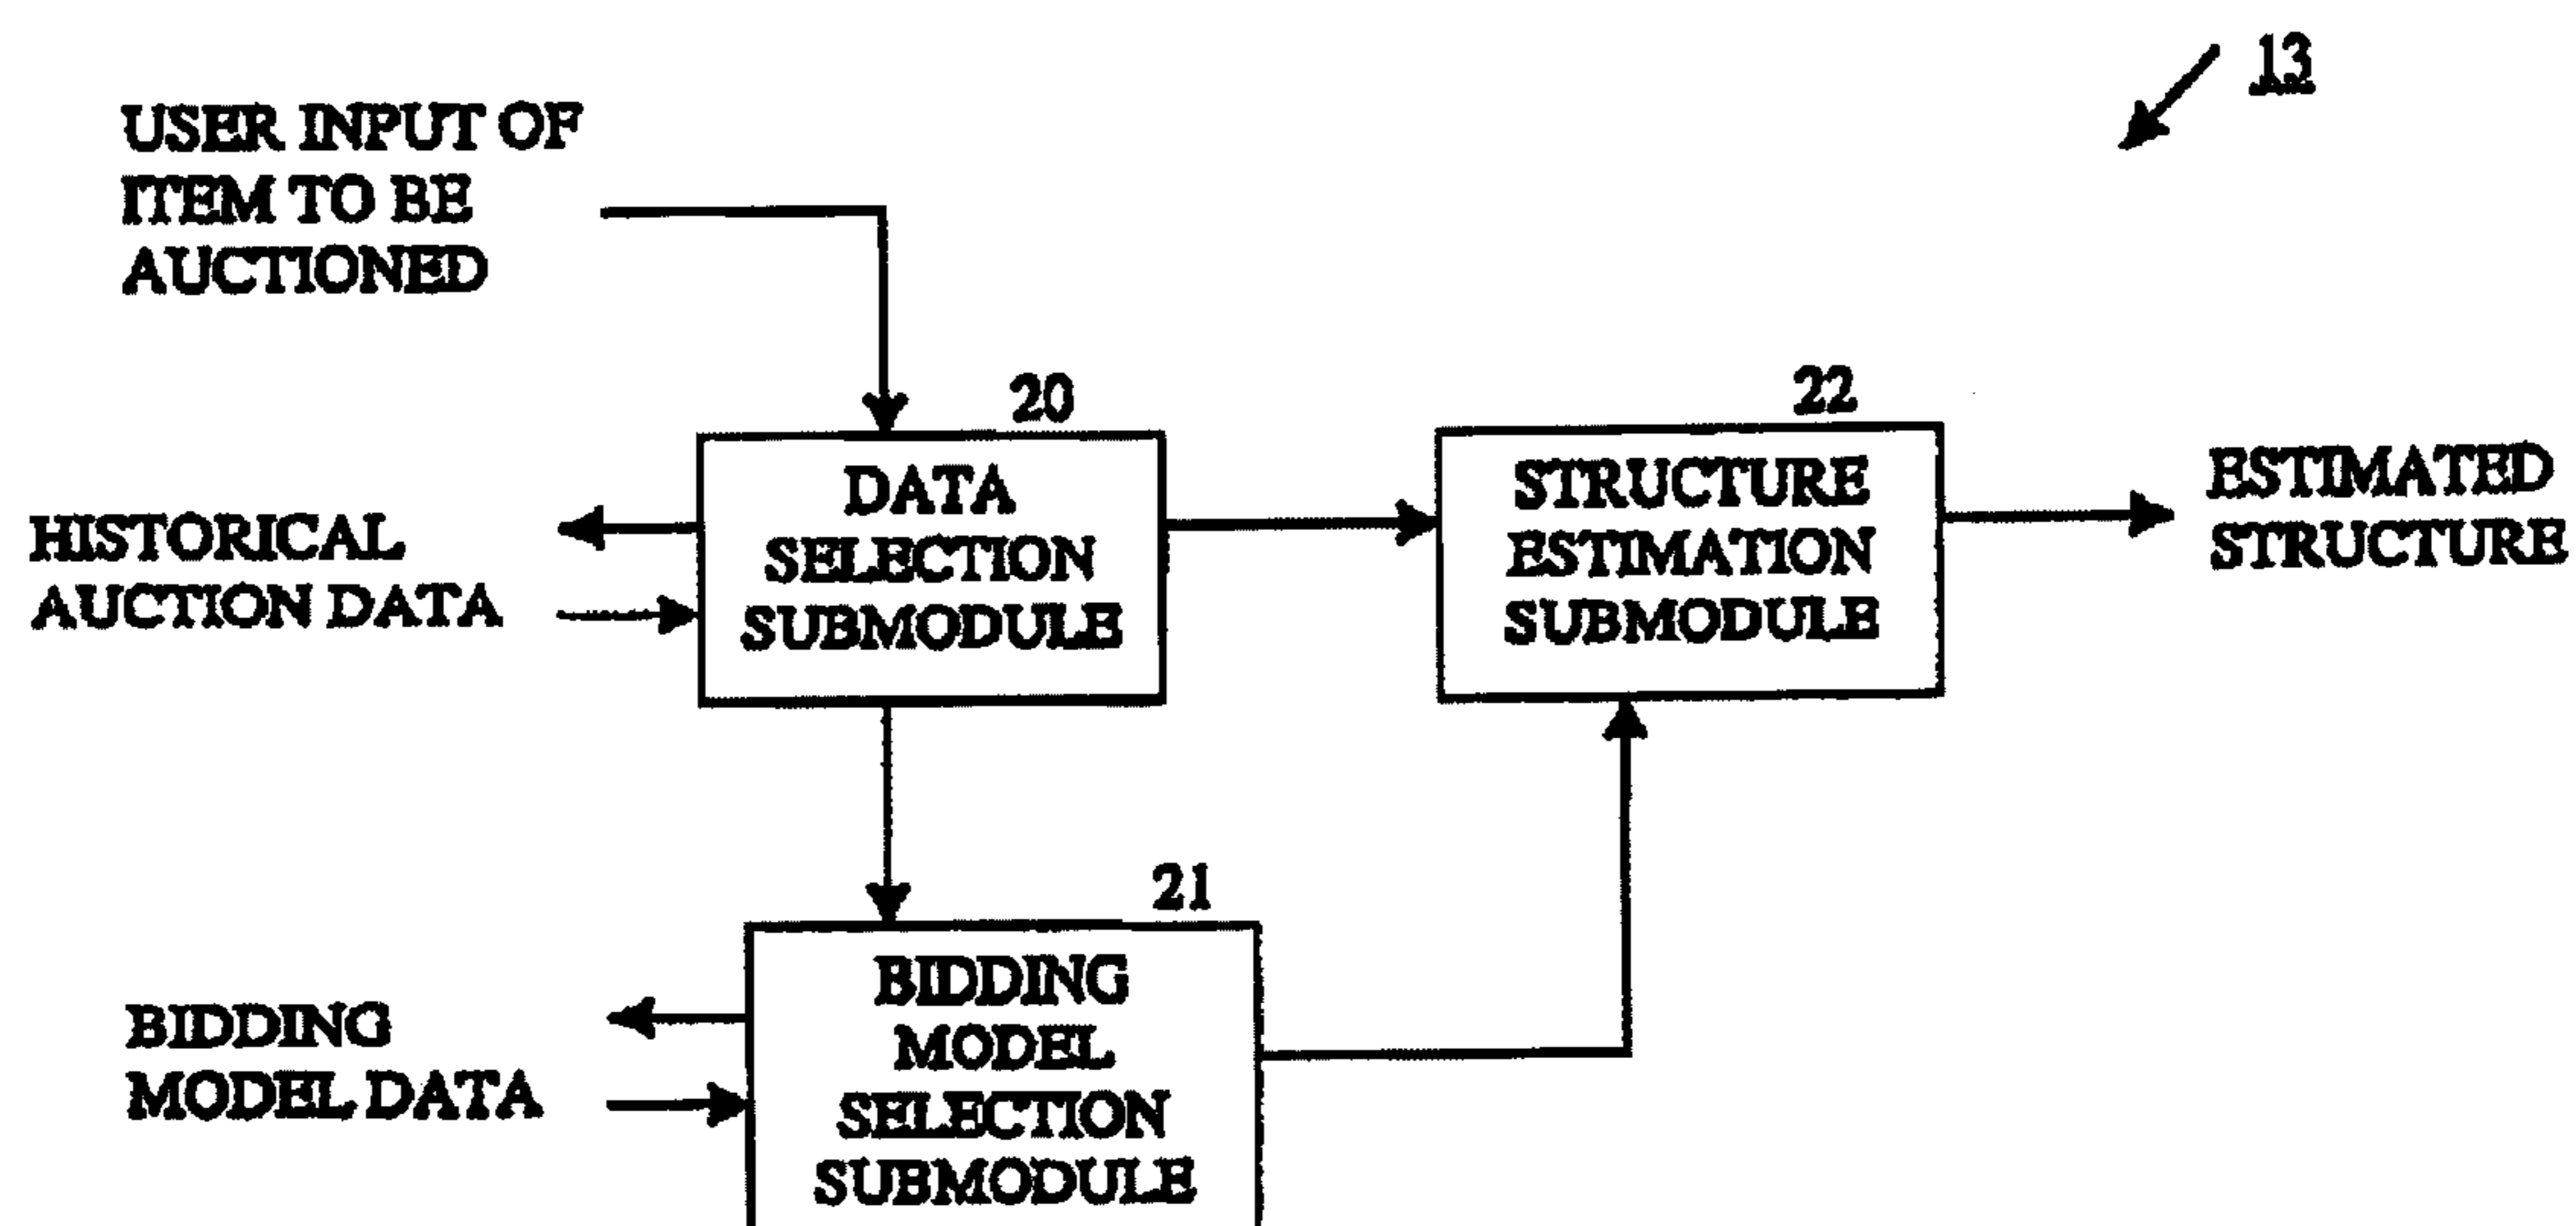 13
USER INPUT OF
ITEM TO BE
AUCTIONED
20
DATA
SELECTION
SUBMODULE
22
STRUCTURE
ESTIMATION
SUBMODULE
ESTIMATED
STRUCTURE
HISTORICAL
AUCTION DATA
21
BIDDING
MODEL
SELECTION
SUBMODULE
BIDDING
MODEL DATA